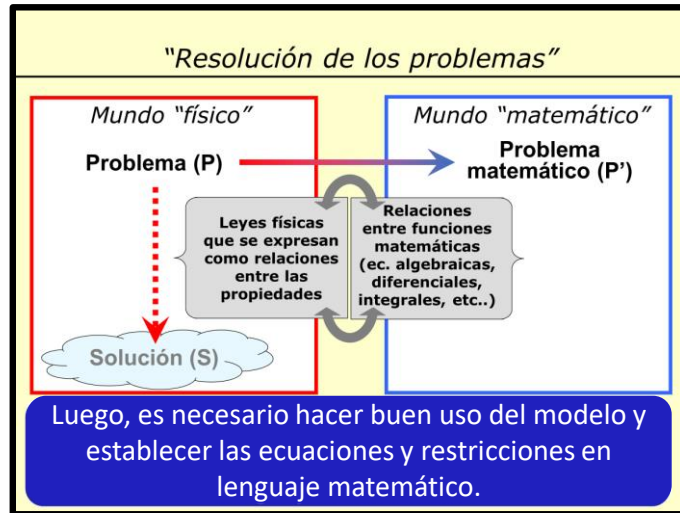 "Resolución de los problemas"
Mundo "físico"
Problema (P)
Mundo "matemático"
Problema
matemático (P')
Leyes físicas
que se expresan
como relaciones
entre las
propiedades
Relaciones
entre funciones
matemáticas
(ec. algebraicas,
diferenciales,
integrales, etc..)
Solución (S)
Luego, es necesario hacer buen uso del modelo y
establecer las ecuaciones y restricciones en
lenguaje matemático.